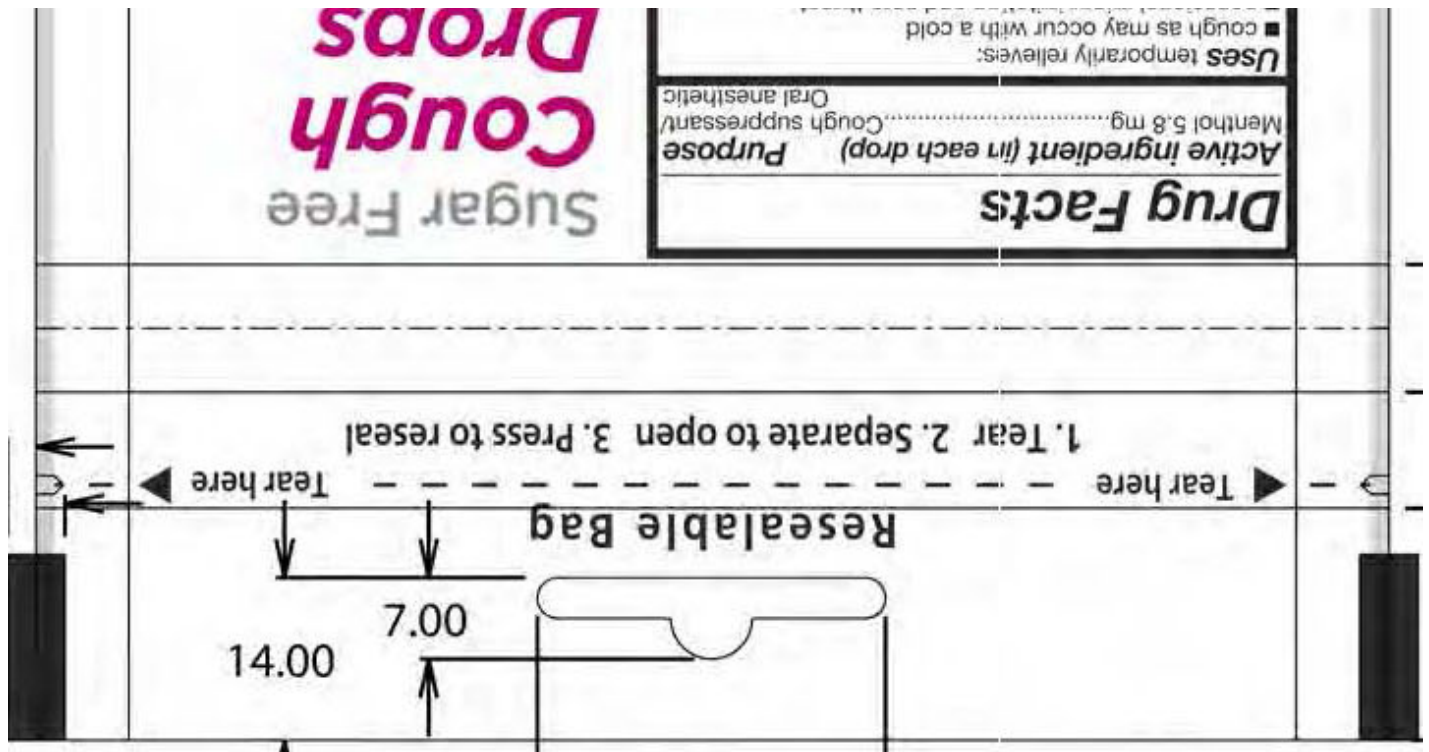 14.00
7.00
Resealable Bag
Tear here Tear here
1. Tear 2. Separate to open 3. Press to reseal
Drug Facts
Active ingredient (in each drop) Purpose
Menthol 5.8 mg....................................Cough suppressant/
Oral anesthetic
Uses temporarily relievers:
■ cough as may occur with a cold
Sugar Free
Cough
Drops